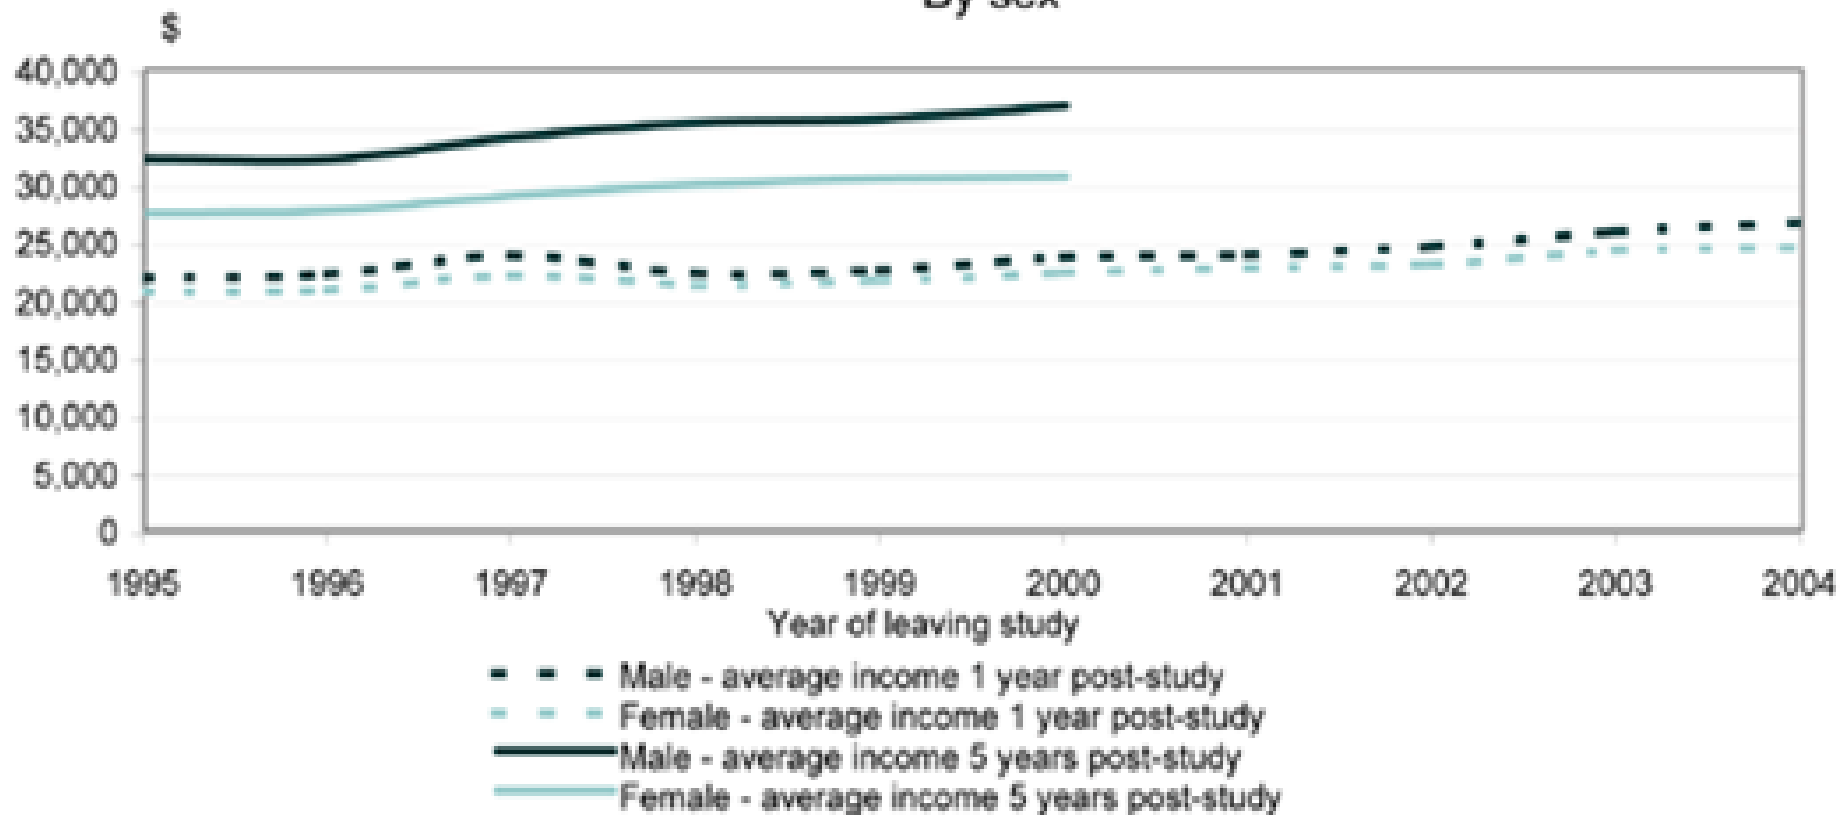 By sex
$
40,000
35,000
30,000
25,000
20,000
15,000
10,000
5,000
0
1995 1996 1997 1998 1999 2000 2001 2002 2003 2004
Year of leaving study
Male - average income 1 year post-study
Female - average income 1 year post-study
Male - average income 5 years post-study
Female - average income 5 years post-study